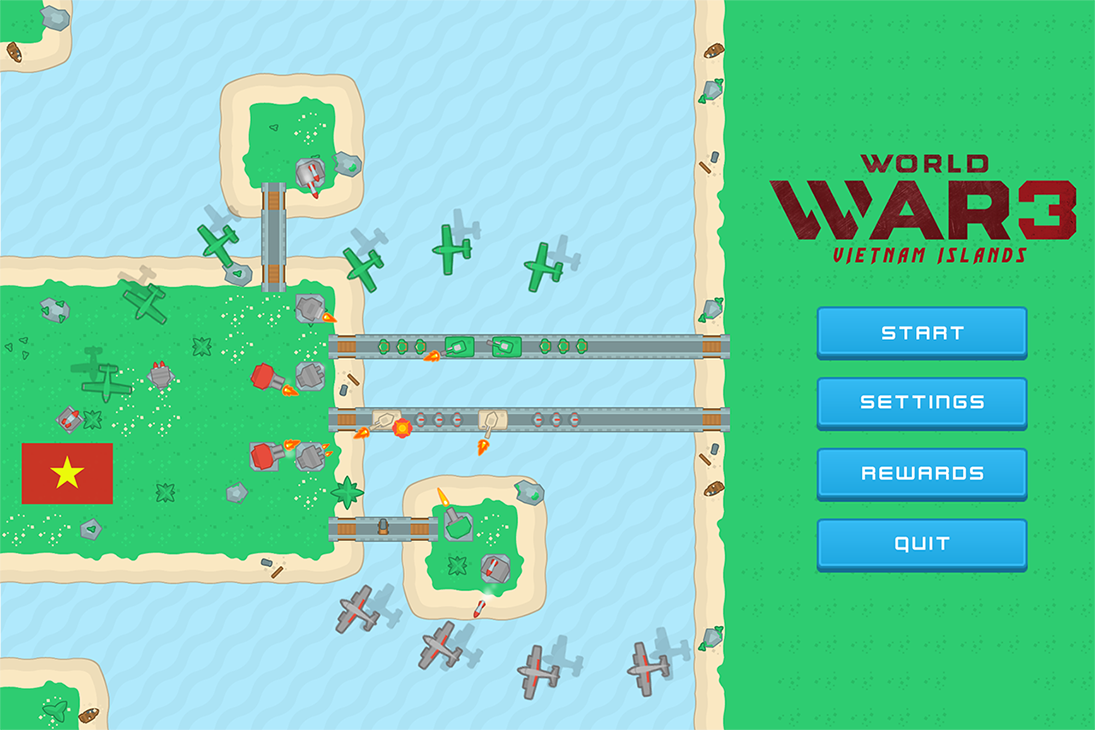 WORLD
WAR3
VIETNAM ISLANDS
START
SETTINGS
REWARDS
QUIT